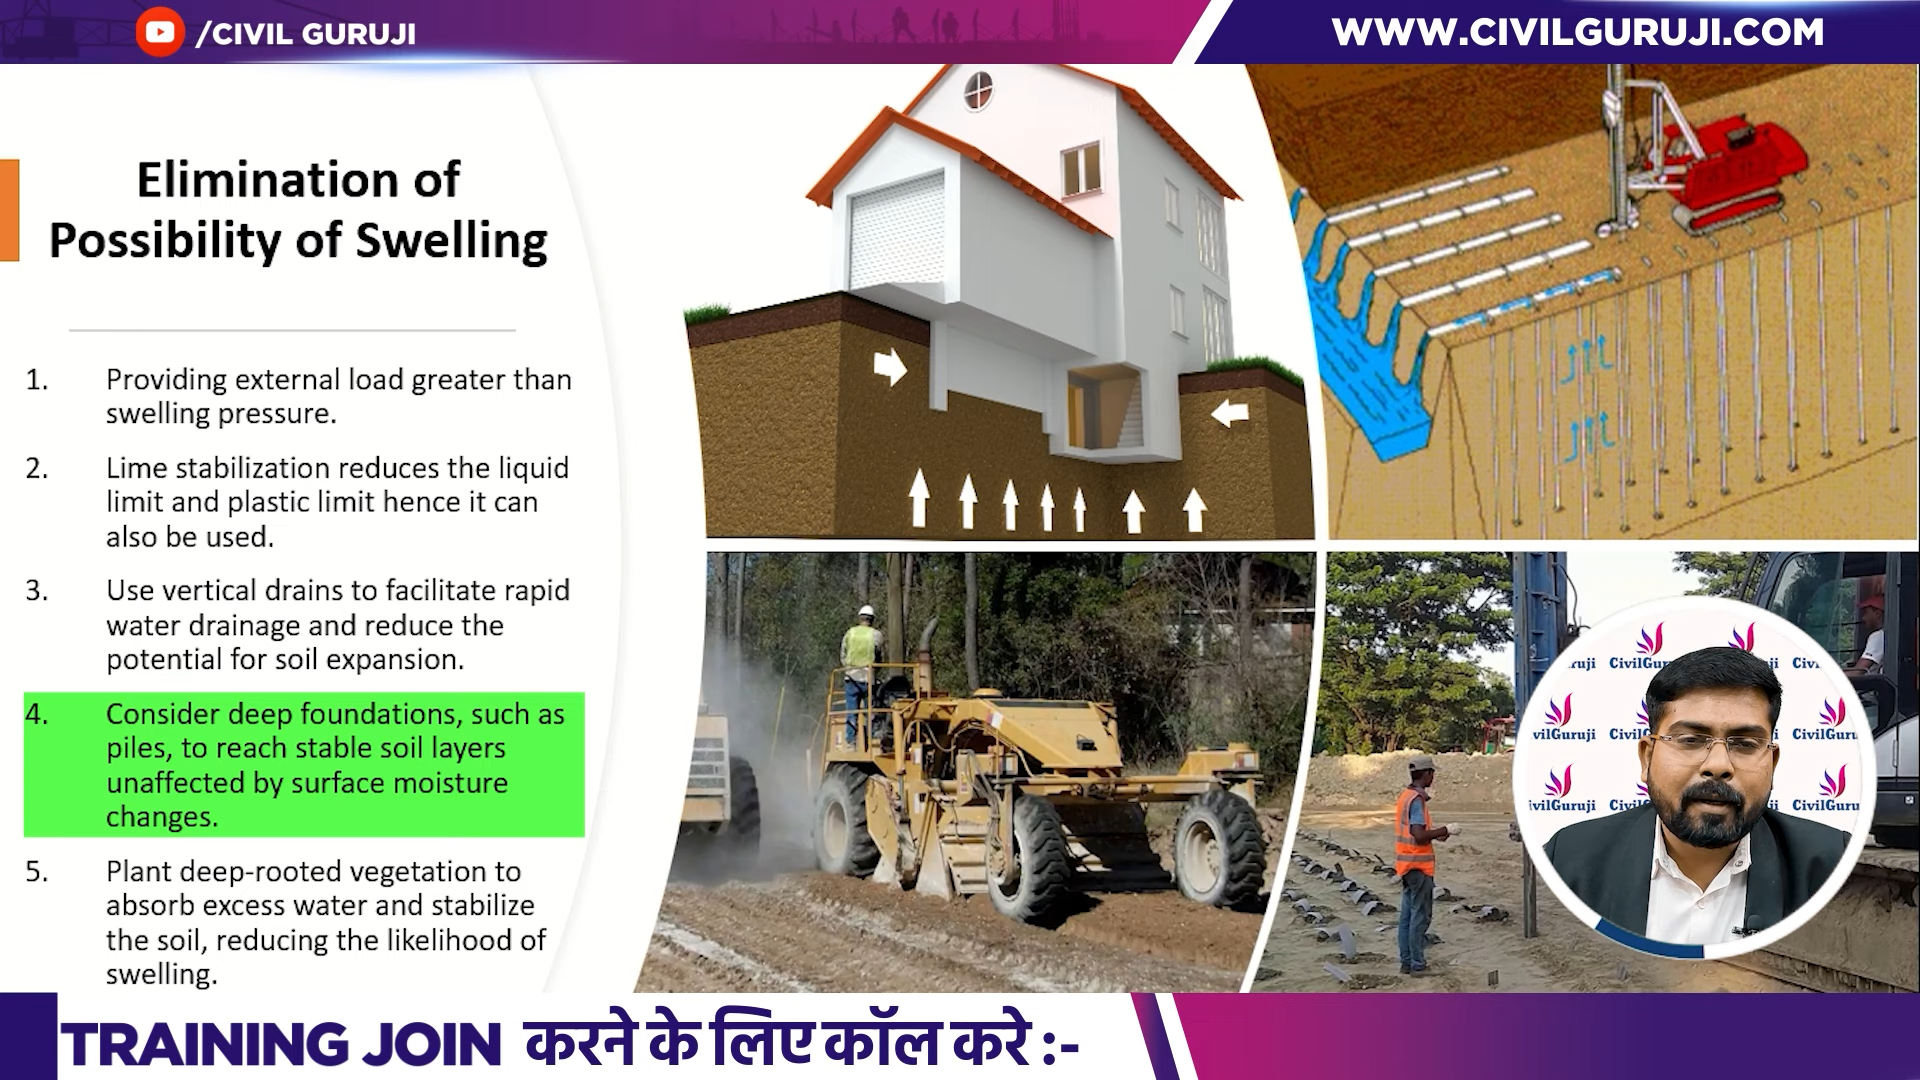 /CIVIL GURUJI
WWW.CIVILGURUJI.COM
Elimination of
Possibility of Swelling
1. Providing external load greater than
swelling pressure.
2. Lime stabilization reduces the liquid
limit and plastic limit hence it can
also be used.
3. Use vertical drains to facilitate rapid
water drainage and reduce the
potential for soil expansion.
4. Consider deep foundations, such as
piles, to reach stable soil layers
unaffected by surface moisture
changes.
5. Plant deep-rooted vegetation to
absorb excess water and stabilize
the soil, reducing the likelihood of
swelling.
TRAINING JOIN करने के लिए कॉल करे :-